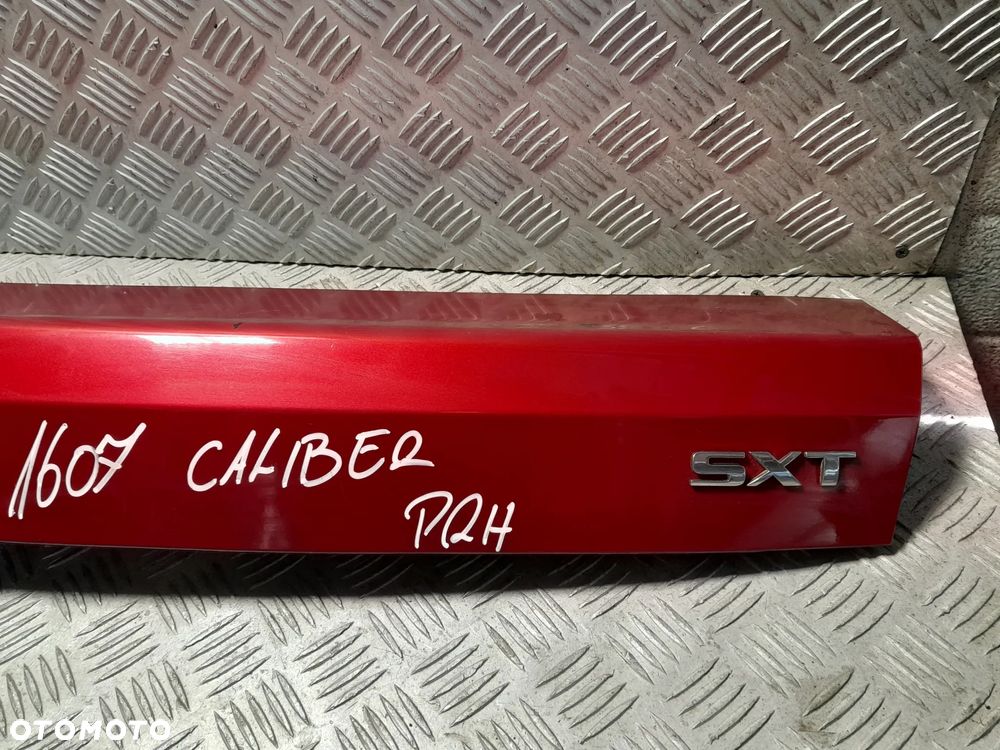 1607 CALIBER
PRH
SXT
OTOMOTO